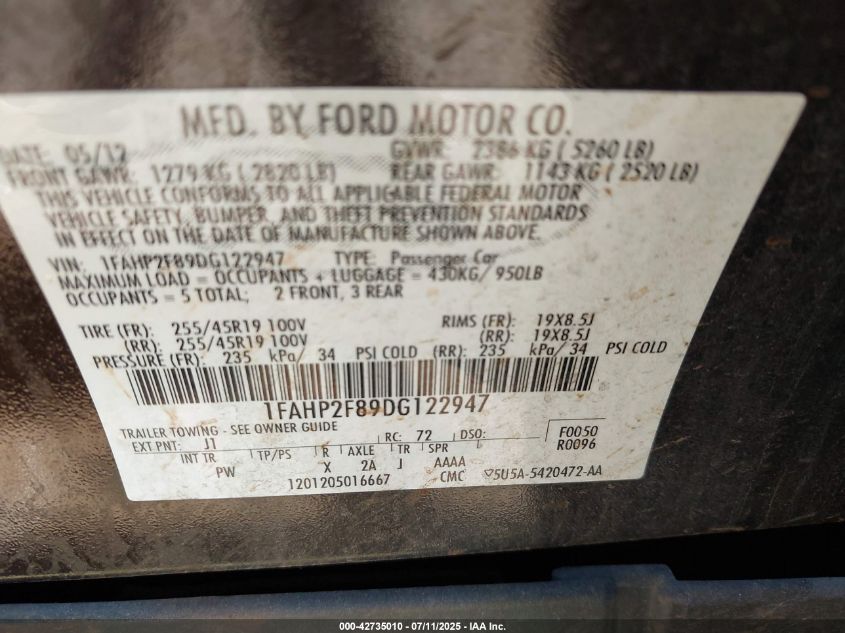 MFD. BY FORD MOTOR CO.
DATE: 05/12 GVWR: 2386 KG ( 5260 LB)
FRONT GAWR: 1279 KG ( 2820 LB) REAR GAWR: 1143 KG ( 2520 LB)
THIS VEHICLE CONFORMS TO ALL APPLICABLE FEDERAL MOTOR
VEHICLE SAFETY, BUMPER, AND THEFT PREVENTION STANDARDS
IN EFFECT ON THE DATE OF MANUFACTURE SHOWN ABOVE.
VIN: 1FAHP2F89DG122947 TYPE: Passenger Car
MAXIMUM LOAD = OCCUPANTS + LUGGAGE = 430KG/ 950LB
OCCUPANTS = 5 TOTAL; 2 FRONT, 3 REAR
TIRE (FR): 255/45R19 100V RIMS (FR): 19X8.5J
(RR): 255/45R19 100V (RR): 19X8.5J
PRESSURE (FR): 235 kPa/ 34 PSI COLD (RR): 235 kPa/ 34 PSI COLD
1FAHP2F89DG122947
TRAILER TOWING - SEE OWNER GUIDE
EXT PNT: J1 RC: 72 DSO: F0050
R0096
INT TR TP/PS R AXLE TR SPR
PW X 2A J AAAA
1201205016667 CMC 5U5A-5420472-AA
000-42735010 - 07/11/2025 - IAA Inc.